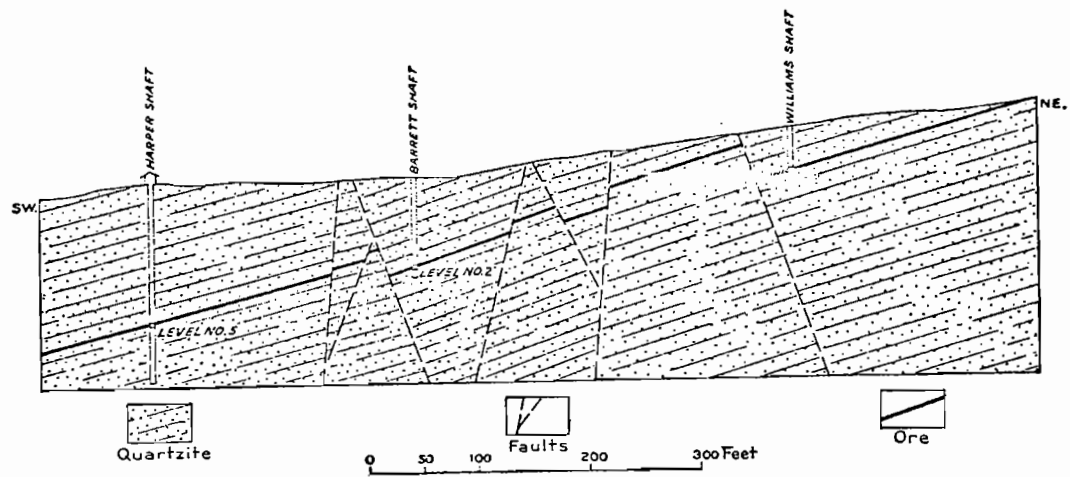 HARPER SHAFT
BARRETT SHAFT
WILLIAMS SHAFT
SW.
NE.
LEVEL NO. 2
LEVEL NO. 5
Quartzite
Faults
Ore
0 50 100 200 300 Feet